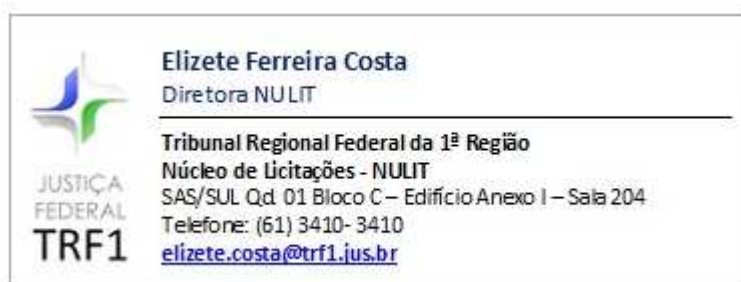 Elizete Ferreira Costa
Diretora NULIT
Tribunal Regional Federal da 1ª Região
Núcleo de Licitações - NULIT
SAS/SUL Qd. 01 Bloco C – Edifício Anexo I – Sala 204
Telefone: (61) 3410- 3410
elizete.costa@trf1.jus.br
JUSTIÇA
FEDERAL
TRF1